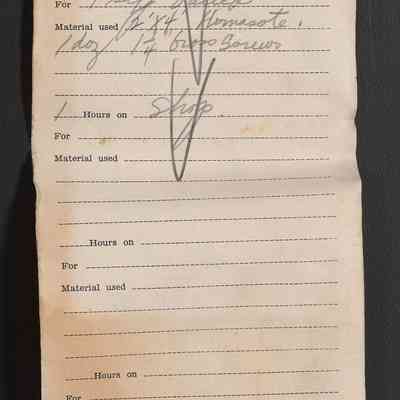 For
Material used 2'x4' Homasote.
1 doz 1¼ Cross Screws
1 Hours on Shop.
For
Material used
Hours on
For
Material used
Hours on
For